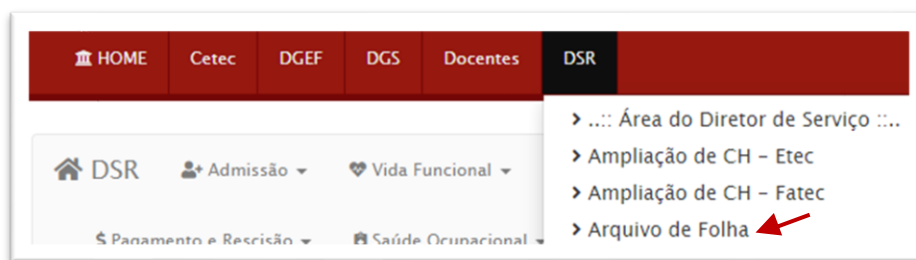 HOME Cetec DGEF DGS Docentes DSR
..:: Área do Diretor de Serviço ::..
DSR Admissão Vida Funcional
Ampliação de CH – Etec
Ampliação de CH – Fatec
Arquivo de Folha
$ Pagamento e Rescisão Saúde Ocupacional